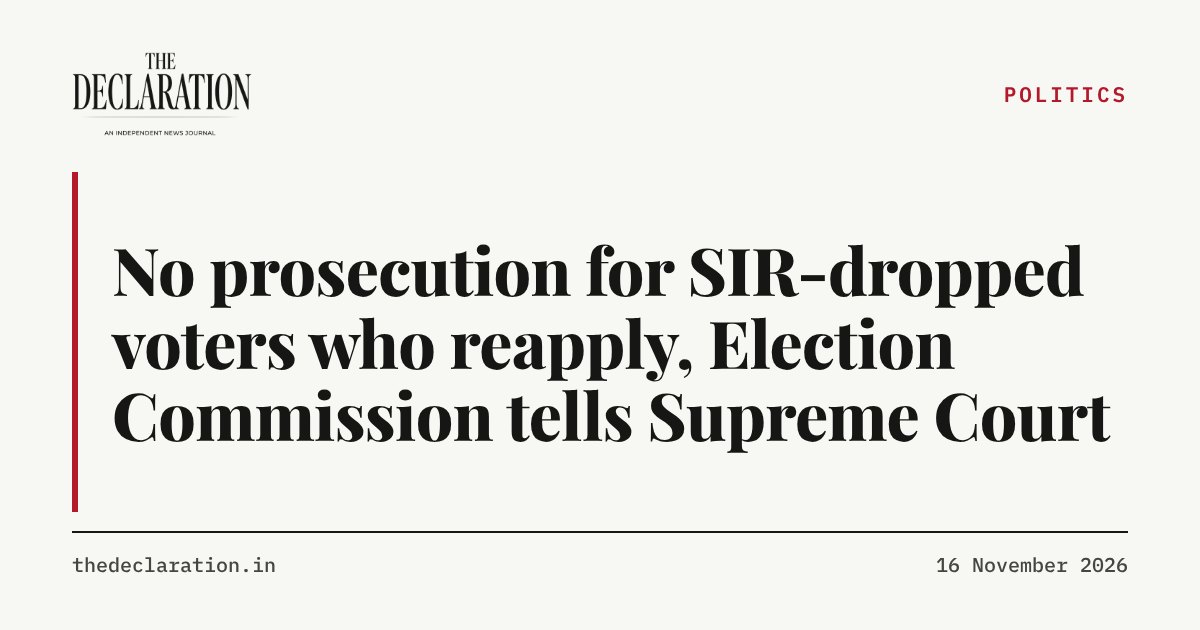 THE
DECLARATION
AN INDEPENDENT NEWS JOURNAL
POLITICS
No prosecution for SIR-dropped
voters who reapply, Election
Commission tells Supreme Court
thedeclaration.in
16 November 2026